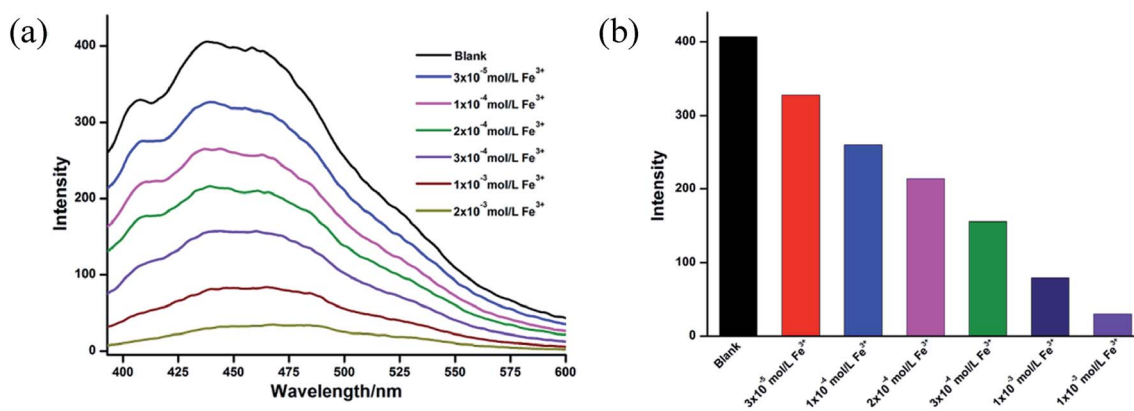 (a)
Intensity
400
300
200
100
0
400
425
450
475
500
525
550
575
600
Wavelength/nm
Blank
3x10⁻⁵mol/L Fe³⁺
1x10⁻⁴mol/L Fe³⁺
2x10⁻⁴mol/L Fe³⁺
3x10⁻⁴mol/L Fe³⁺
1x10⁻³mol/L Fe³⁺
2x10⁻³mol/L Fe³⁺
(b)
Intensity
400
300
200
100
0
Blank
3x10⁻⁵ mol/L Fe³⁺
1x10⁻⁴ mol/L Fe³⁺
2x10⁻⁴ mol/L Fe³⁺
3x10⁻⁴ mol/L Fe³⁺
1x10⁻³ mol/L Fe³⁺
1x10⁻³ mol/L Fe³⁺